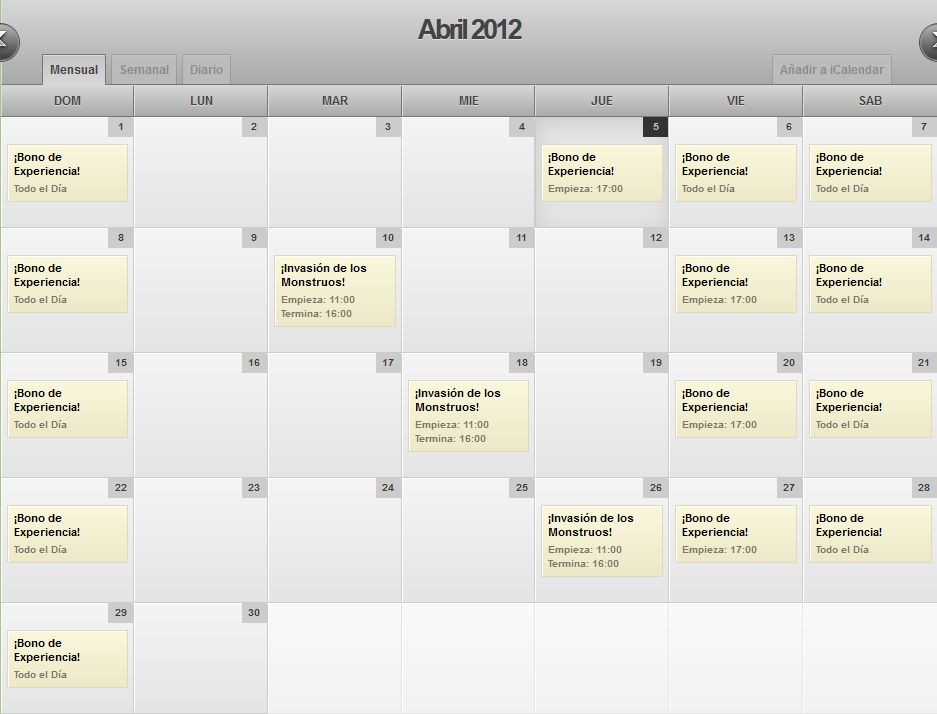 Abril 2012
Mensual Semanal Diario Añadir a iCalendar
DOM LUN MAR MIE JUE VIE SAB
1 2 3 4 5 6 7
¡Bono de Experiencia!
Todo el Día
¡Bono de Experiencia!
Empieza: 17:00
¡Bono de Experiencia!
Todo el Día
¡Bono de Experiencia!
Todo el Día
8 9 10 11 12 13 14
¡Bono de Experiencia!
Todo el Día
¡Invasión de los Monstruos!
Empieza: 11:00
Termina: 16:00
¡Bono de Experiencia!
Empieza: 17:00
¡Bono de Experiencia!
Todo el Día
15 16 17 18 19 20 21
¡Bono de Experiencia!
Todo el Día
¡Invasión de los Monstruos!
Empieza: 11:00
Termina: 16:00
¡Bono de Experiencia!
Empieza: 17:00
¡Bono de Experiencia!
Todo el Día
22 23 24 25 26 27 28
¡Bono de Experiencia!
Todo el Día
¡Invasión de los Monstruos!
Empieza: 11:00
Termina: 16:00
¡Bono de Experiencia!
Empieza: 17:00
¡Bono de Experiencia!
Todo el Día
29 30
¡Bono de Experiencia!
Todo el Día